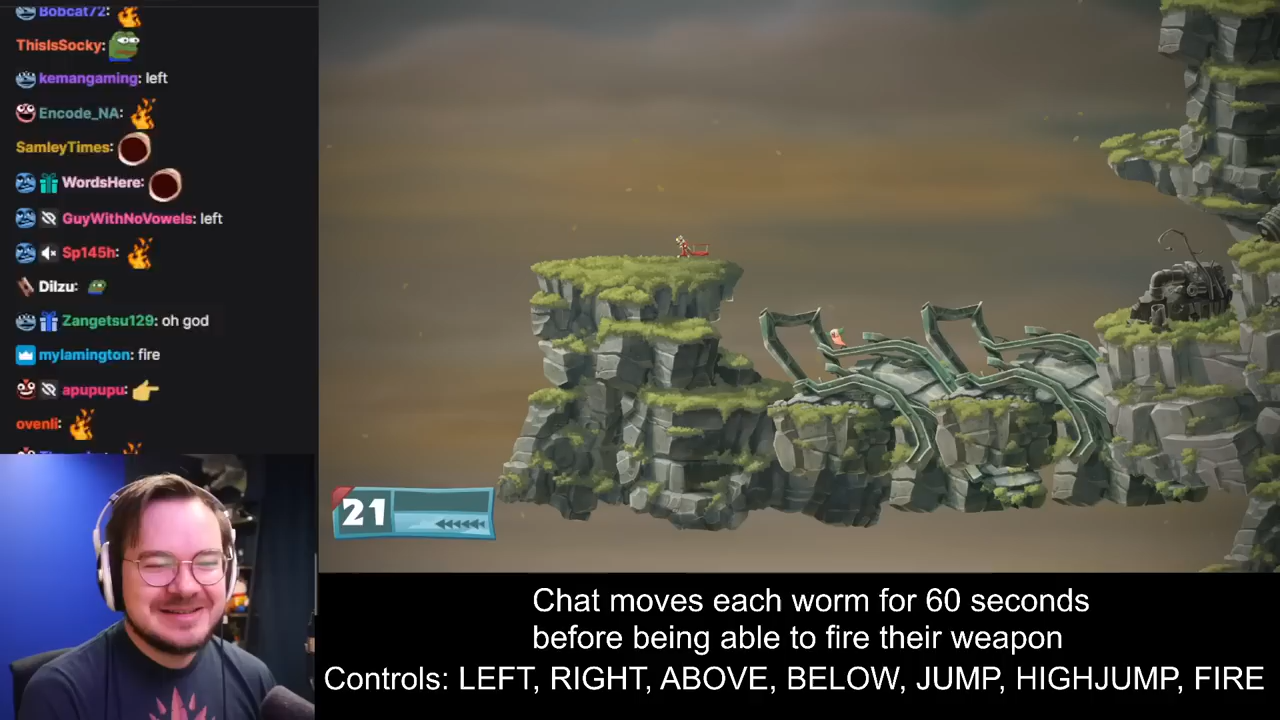 Bobcat72:
ThisIsSocky:
kemangaming: left
Encode_NA:
SamleyTimes:
WordsHere:
GuyWithNoVowels: left
Sp145h:
Dilzu:
Zangetsu129: oh god
mylamington: fire
apupupu:
ovenli:
21
Chat moves each worm for 60 seconds
before being able to fire their weapon
Controls: LEFT, RIGHT, ABOVE, BELOW, JUMP, HIGHJUMP, FIRE